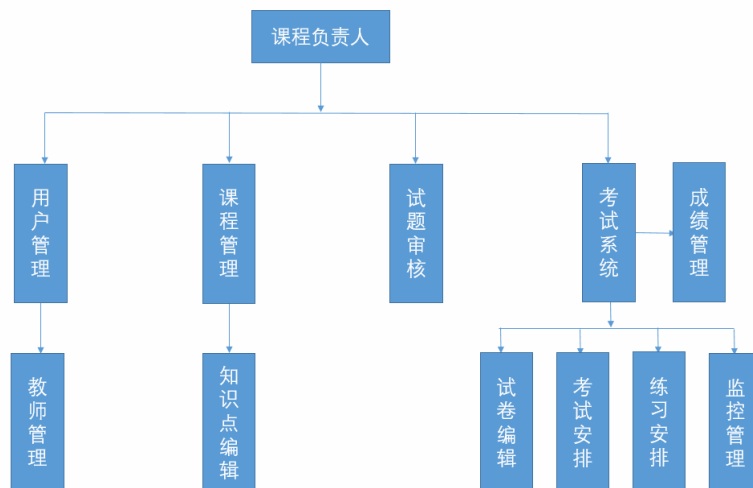 课程负责人
用户管理
课程管理
试题审核
考试系统
成绩管理
教师管理
知识点编辑
试卷编辑
考试安排
练习安排
监控管理